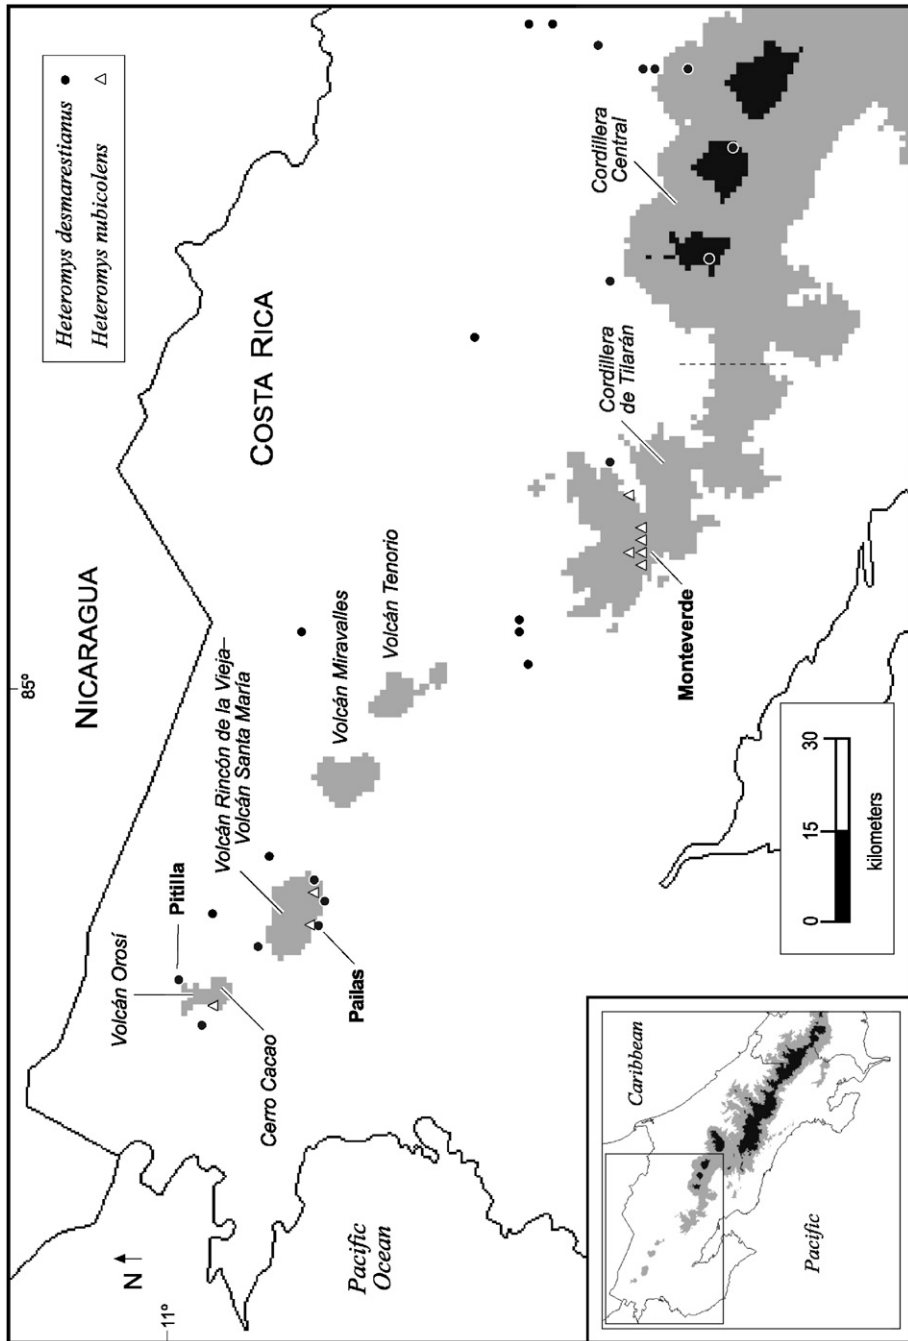 Heteromys desmarestianus
Heteromys nubicolens
NICARAGUA
85°
COSTA RICA
Volcán Orosí
Pitilla
Volcán Rincón de la Vieja–
Volcán Santa María
Volcán Miravalles
Volcán Tenorio
Cerro Cacao
Pailas
Cordillera
de Tilarán
Cordillera
Central
Monteverde
N
11°
Pacific
Ocean
0 15 30
kilometers
Caribbean
Pacific